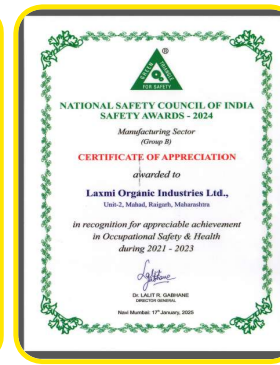 GREEN TRIANGLE
FOR SAFETY
®
NATIONAL SAFETY COUNCIL OF INDIA
SAFETY AWARDS - 2024
Manufacturing Sector
(Group B)
CERTIFICATE OF APPRECIATION
awarded to
Laxmi Organic Industries Ltd.,
Unit-2, Mahad, Raigarh, Maharashtra
in recognition for appreciable achievement
in Occupational Safety & Health
during 2021 - 2023
Dr. LALIT R. GABHANE
DIRECTOR GENERAL
Navi Mumbai: 17th January, 2025